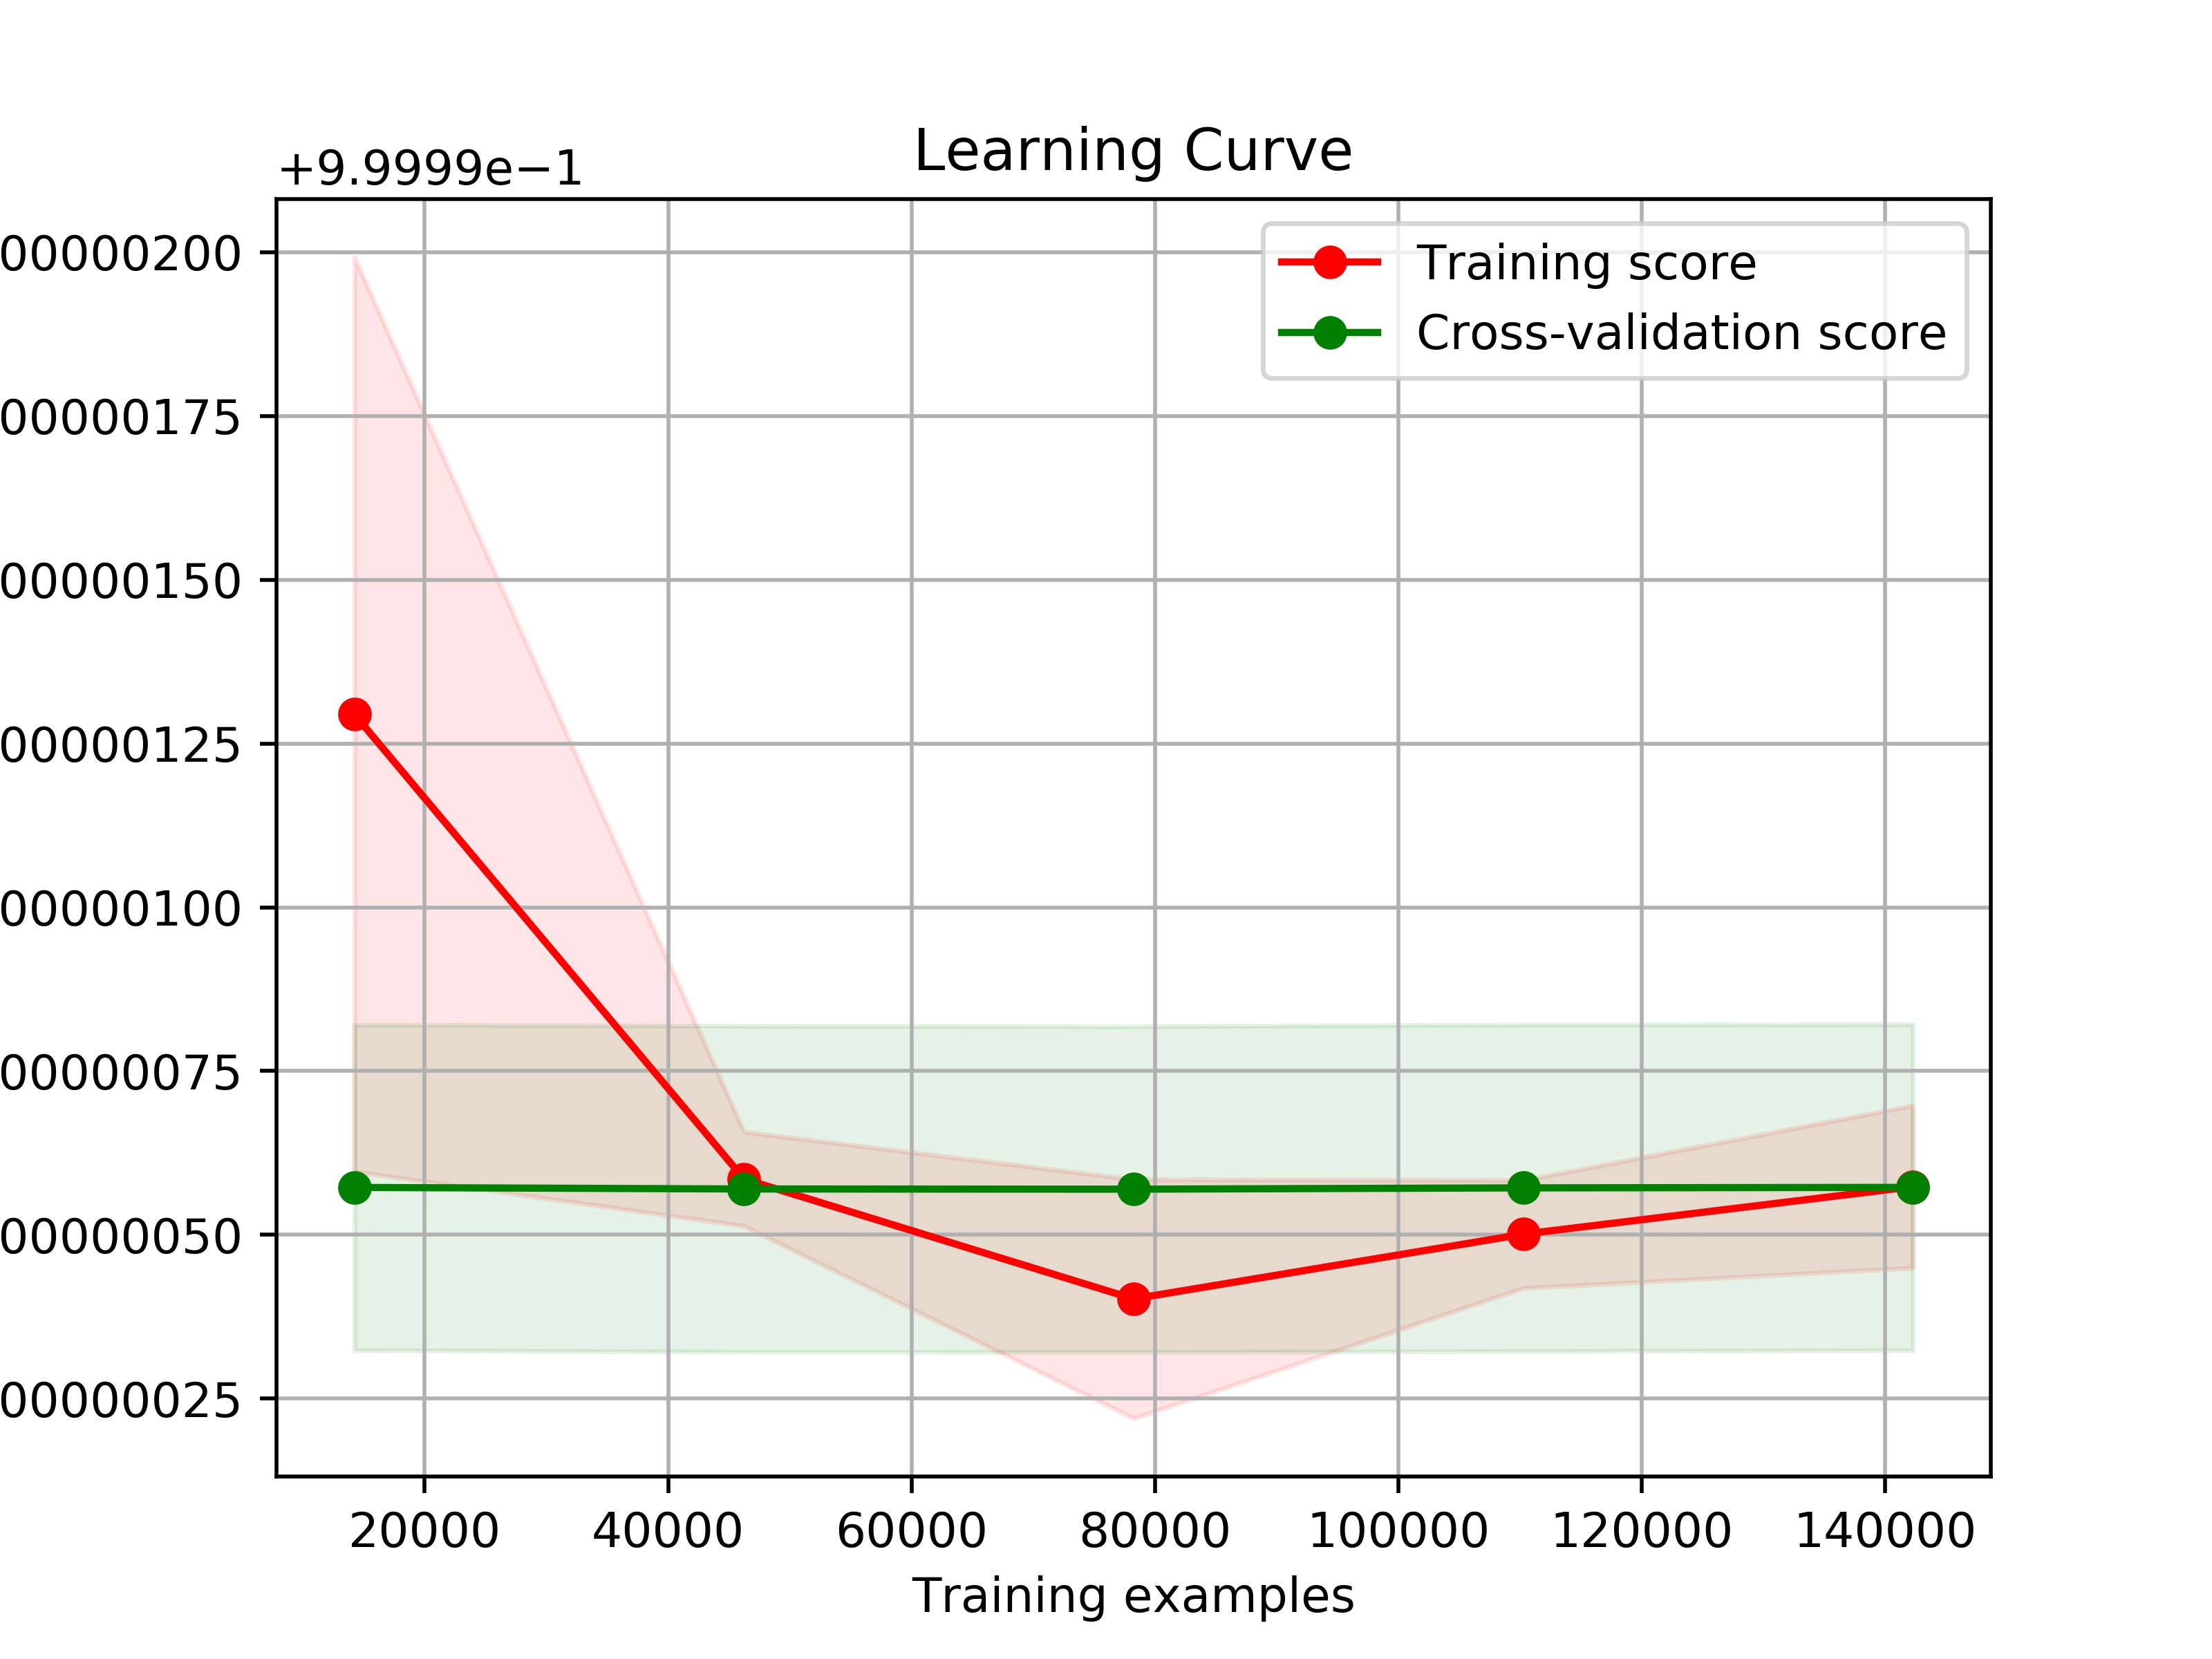 Learning Curve
+9.9999e−1
Training score
Cross-validation score
00000200
00000175
00000150
00000125
00000100
00000075
00000050
00000025
20000 40000 60000 80000 100000 120000 140000
Training examples